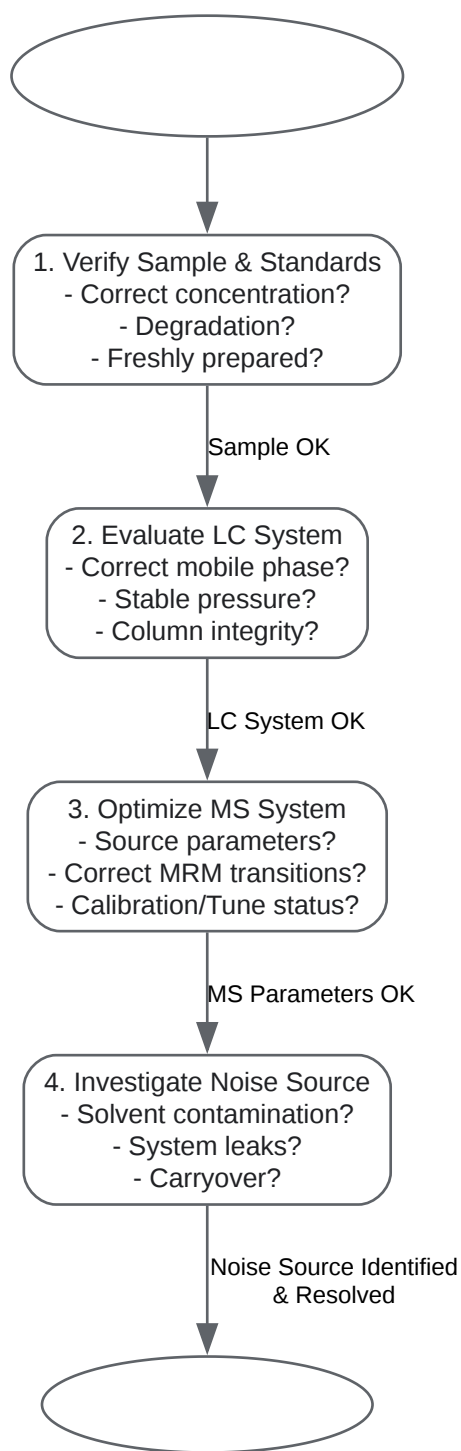 1. Verify Sample & Standards
- Correct concentration?
- Degradation?
- Freshly prepared?
Sample OK
2. Evaluate LC System
- Correct mobile phase?
- Stable pressure?
- Column integrity?
LC System OK
3. Optimize MS System
- Source parameters?
- Correct MRM transitions?
- Calibration/Tune status?
MS Parameters OK
4. Investigate Noise Source
- Solvent contamination?
- System leaks?
- Carryover?
Noise Source Identified
& Resolved